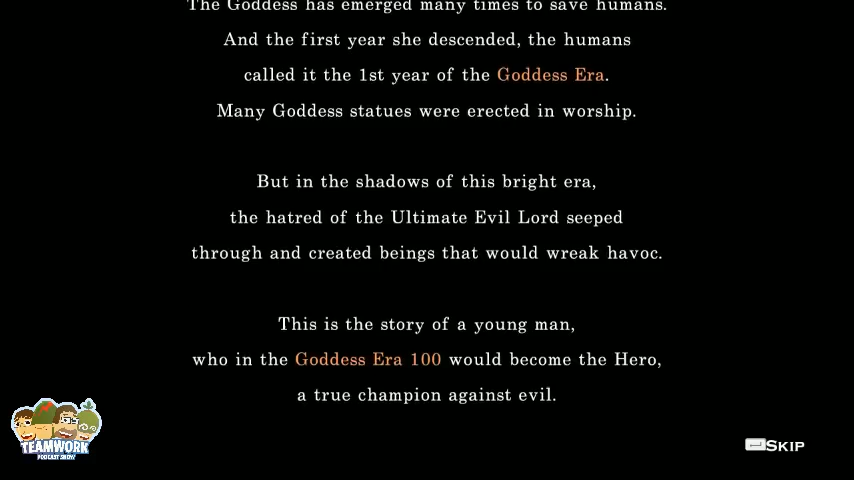 The Goddess has emerged many times to save humans.
And the first year she descended, the humans
called it the 1st year of the Goddess Era.
Many Goddess statues were erected in worship.
But in the shadows of this bright era,
the hatred of the Ultimate Evil Lord seeped
through and created beings that would wreak havoc.
This is the story of a young man,
who in the Goddess Era 100 would become the Hero,
a true champion against evil.
TEAMWORK
PODCAST SHOW
SKIP